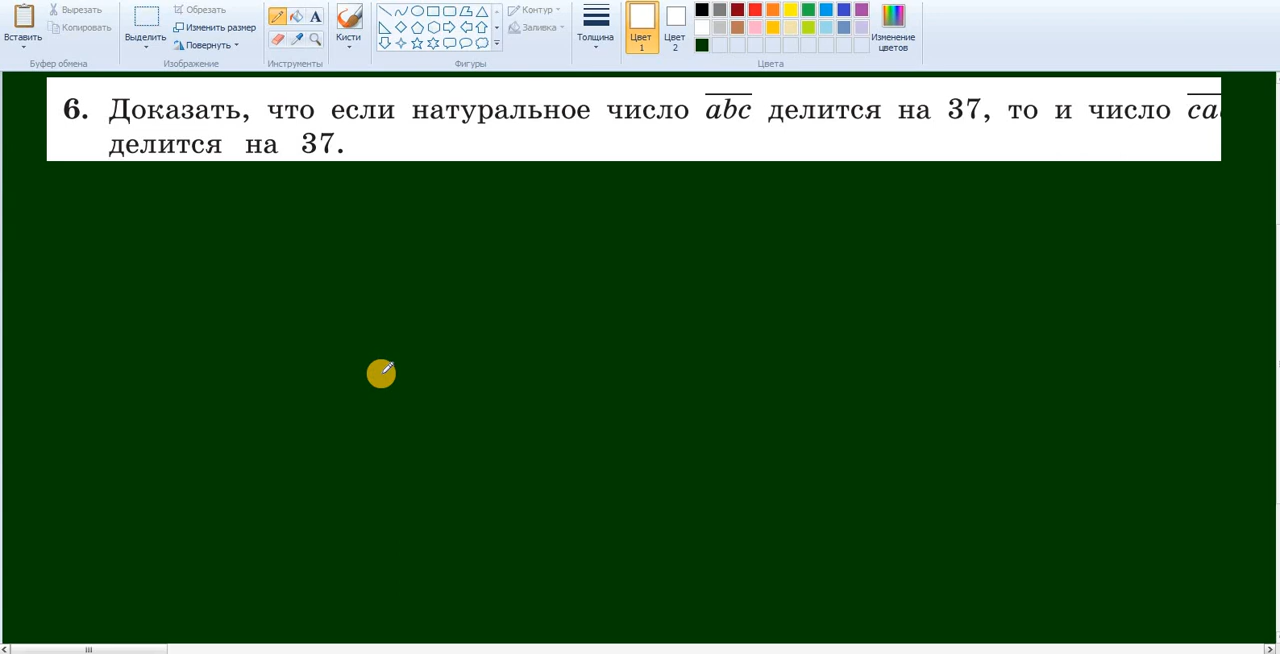 Вставить
Вырезать
Копировать
Буфер обмена
Выделить
Обрезать
Изменить размер
Повернуть
Изображение
A
Инструменты
Кисти
Фигуры
Контур
Заливка
Толщина
Цвет 1
Цвет 2
Цвета
Изменение цветов
6. Доказать, что если натуральное число abc делится на 37, то и число
делится на 37.